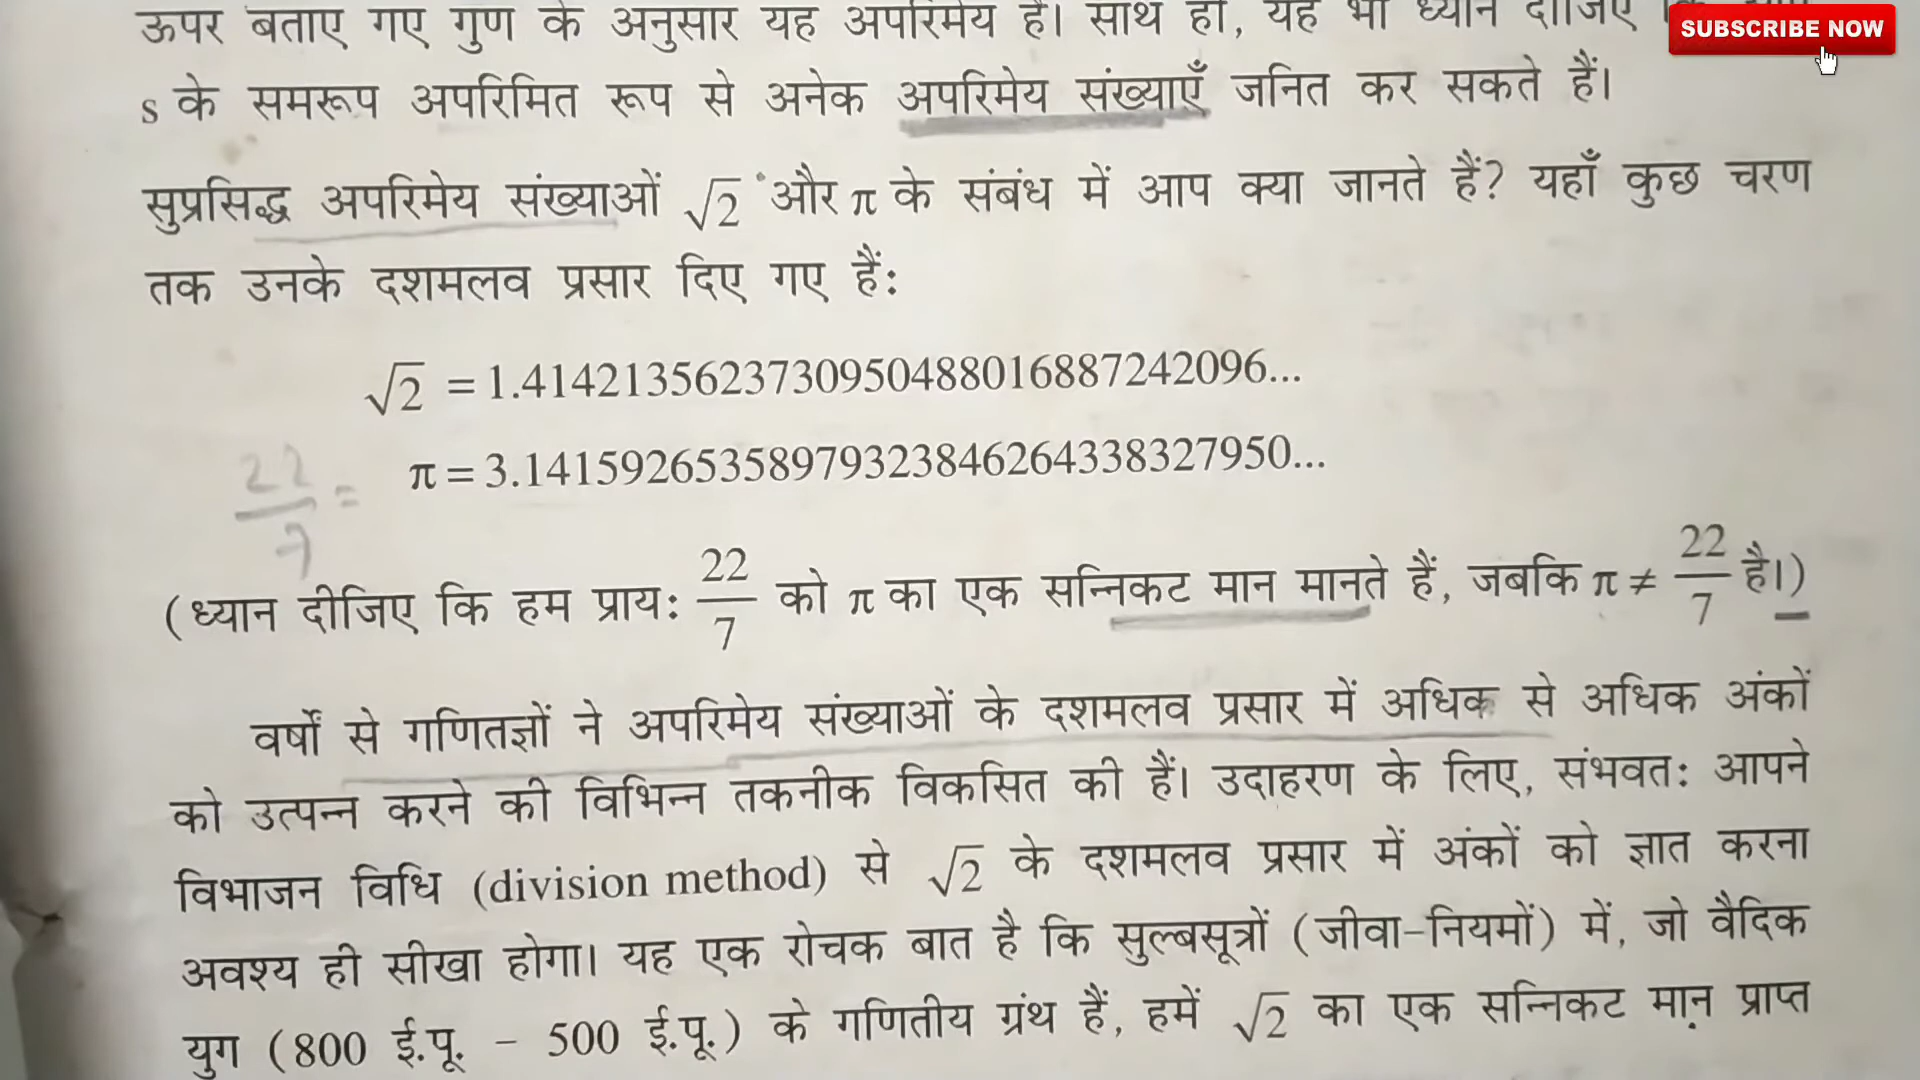 ऊपर बताए गए गुण के अनुसार यह अपरिमेय है। साथ ही, यह भी ध्यान दीजिए कि
SUBSCRIBE NOW
s के समरूप अपरिमित रूप से अनेक अपरिमेय संख्याएँ जनित कर सकते हैं।
सुप्रसिद्ध अपरिमेय संख्याओं √2 और π के संबंध में आप क्या जानते हैं? यहाँ कुछ चरण
तक उनके दशमलव प्रसार दिए गए हैं:
√2 = 1.4142135623730950488016887242096...
π = 3.14159265358979323846264338327950...
22/7 =
(ध्यान दीजिए कि हम प्राय: 22/7 को π का एक सन्निकट मान मानते हैं, जबकि π ≠ 22/7 है।)
वर्षों से गणितज्ञों ने अपरिमेय संख्याओं के दशमलव प्रसार में अधिक से अधिक अंकों
को उत्पन्न करने की विभिन्न तकनीक विकसित की हैं। उदाहरण के लिए, संभवत: आपने
विभाजन विधि (division method) से √2 के दशमलव प्रसार में अंकों को ज्ञात करना
अवश्य ही सीखा होगा। यह एक रोचक बात है कि सुल्बसूत्रों (जीवा-नियमों) में, जो वैदिक
युग (800 ई.पू. - 500 ई.पू.) के गणितीय ग्रंथ हैं, हमें √2 का एक सन्निकट मान प्राप्त